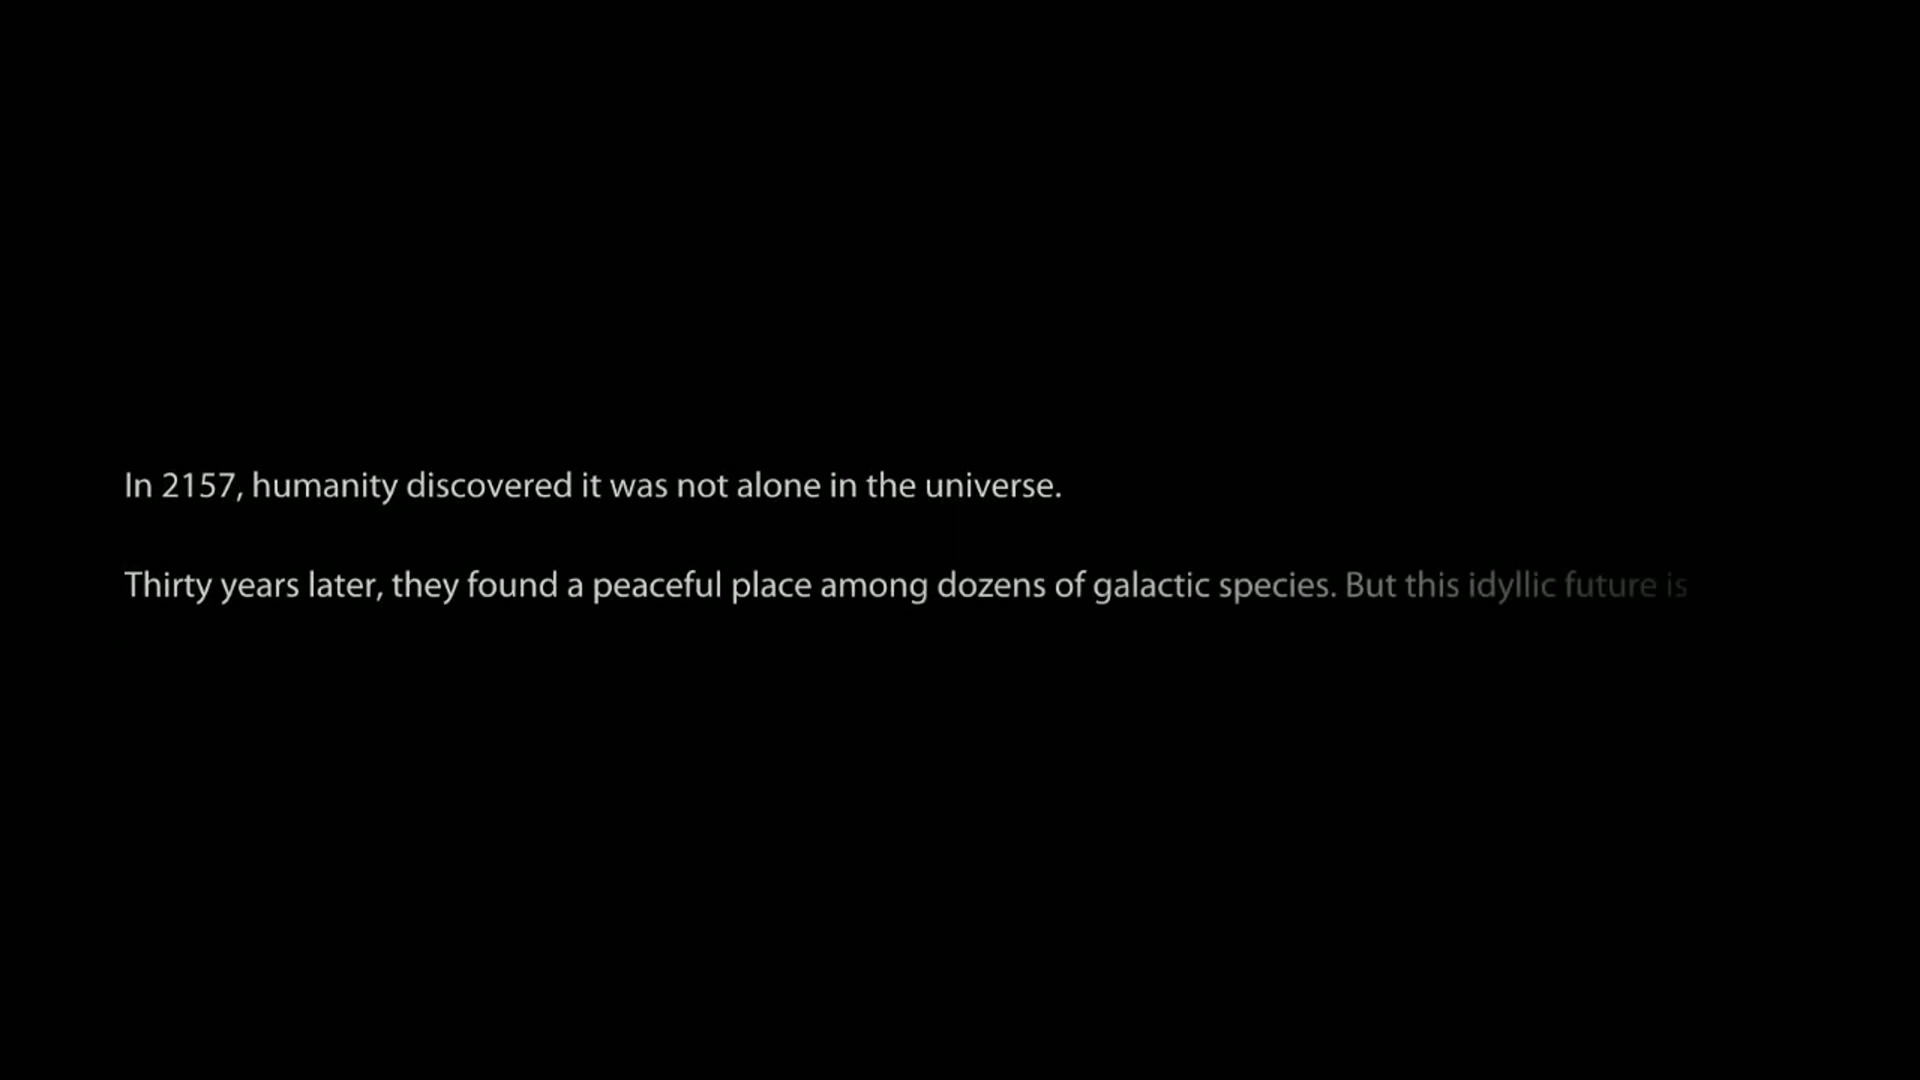 In 2157, humanity discovered it was not alone in the universe.
Thirty years later, they found a peaceful place among dozens of galactic species. But this idyllic future is